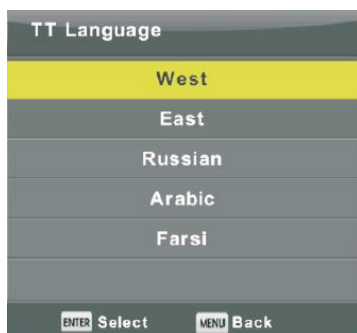 TT Language
West
East
Russian
Arabic
Farsi
ENTER Select MENU Back